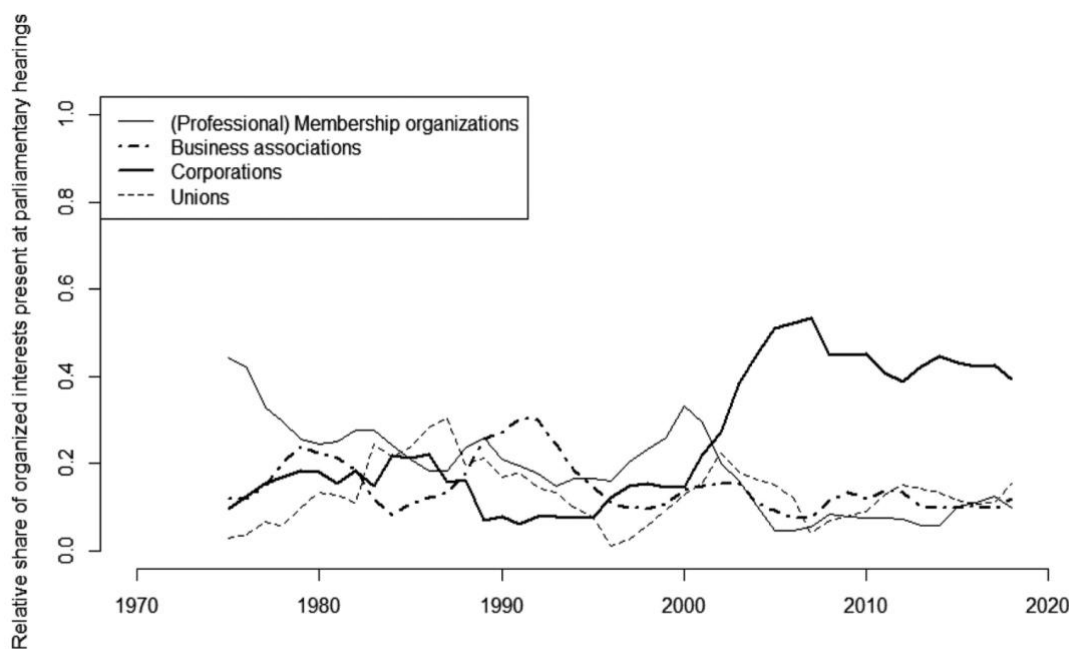 Relative share of organized interests present at parliamentary hearings
(Professional) Membership organizations
Business associations
Corporations
Unions
1.0
0.8
0.6
0.4
0.2
0.0
1970 1980 1990 2000 2010 2020